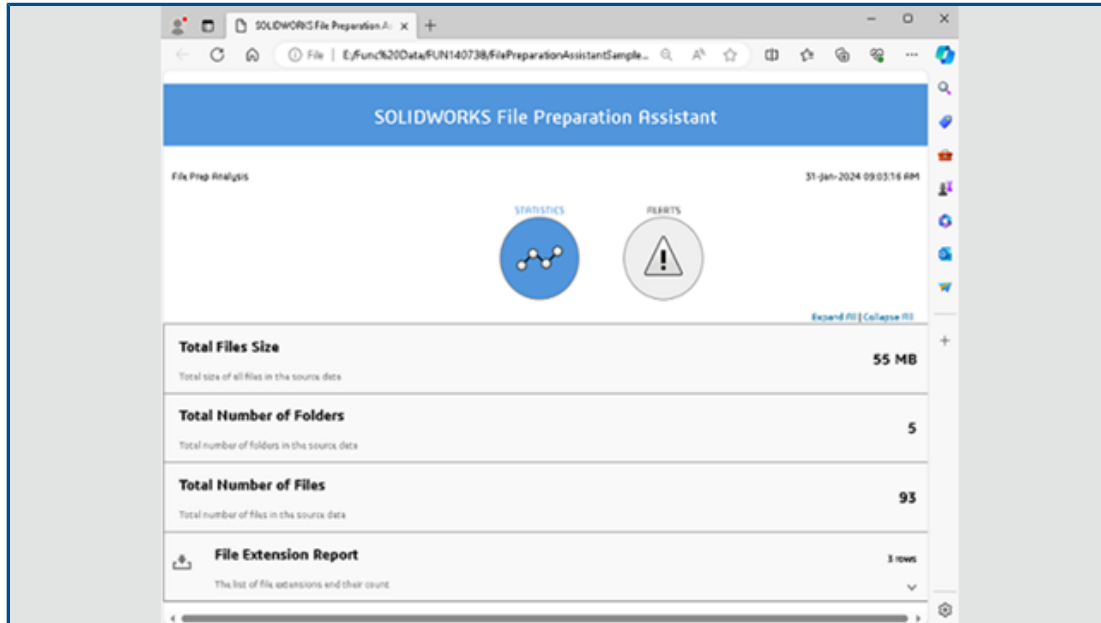 SOLIDWORKS File Preparation A
File | E:/Func%20Data/FUN140738/FilePreparationAssistantSample...
SOLIDWORKS File Preparation Assistant
File Prep Analysis
31-Jan-2024 09:03:16 AM
STATISTICS
ALERTS
Expand All | Collapse All
Total Files Size
55 MB
Total size of all files in the source data
Total Number of Folders
5
Total number of folders in the source data
Total Number of Files
93
Total number of files in the source data
File Extension Report
3 rows
The list of file extensions and their count